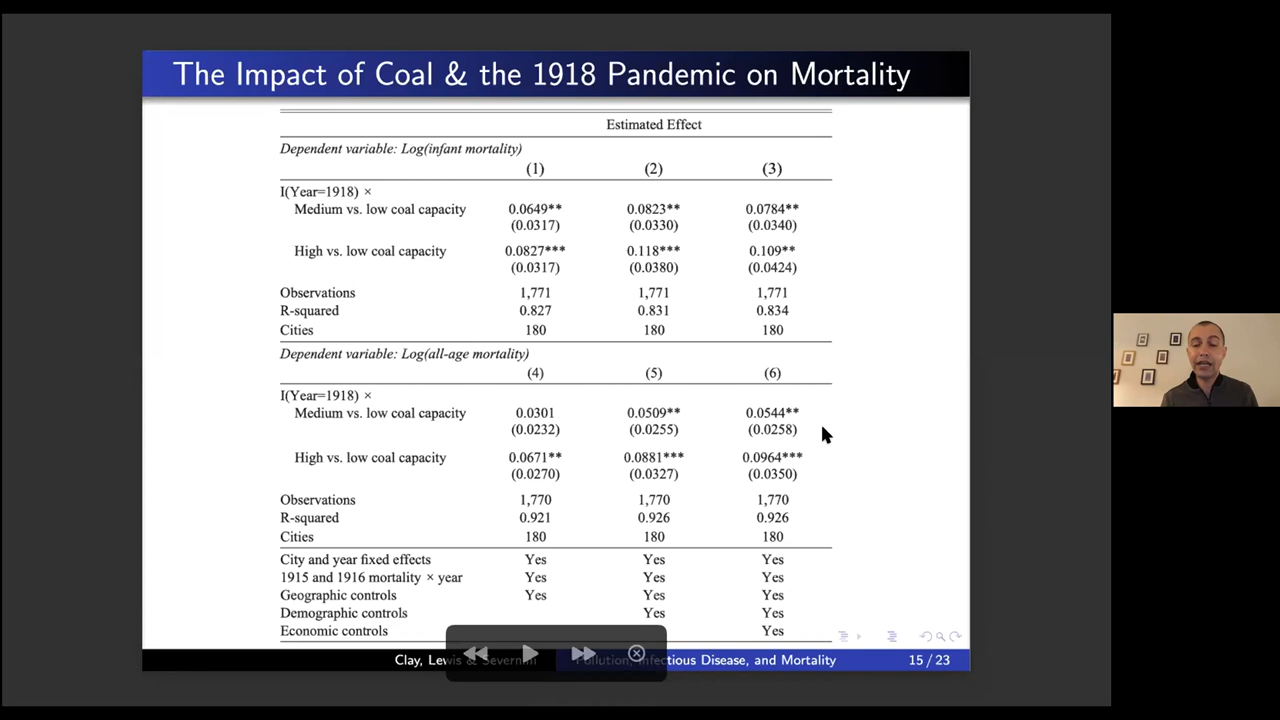 The Impact of Coal & the 1918 Pandemic on Mortality
Estimated Effect
Dependent variable: Log(infant mortality)
(1) (2) (3)
I(Year=1918) ×
Medium vs. low coal capacity 0.0649** 0.0823** 0.0784**
(0.0317) (0.0330) (0.0340)
High vs. low coal capacity 0.0827*** 0.118*** 0.109**
(0.0317) (0.0380) (0.0424)
Observations 1,771 1,771 1,771
R-squared 0.827 0.831 0.834
Cities 180 180 180
Dependent variable: Log(all-age mortality)
(4) (5) (6)
I(Year=1918) ×
Medium vs. low coal capacity 0.0301 0.0509** 0.0544**
(0.0232) (0.0255) (0.0258)
High vs. low coal capacity 0.0671** 0.0881*** 0.0964***
(0.0270) (0.0327) (0.0350)
Observations 1,770 1,770 1,770
R-squared 0.921 0.926 0.926
Cities 180 180 180
City and year fixed effects Yes Yes Yes
1915 and 1916 mortality × year Yes Yes Yes
Geographic controls Yes Yes Yes
Demographic controls Yes Yes
Economic controls Yes
Clay, Lewis & Severnini Pollution, Infectious Disease, and Mortality 15 / 23